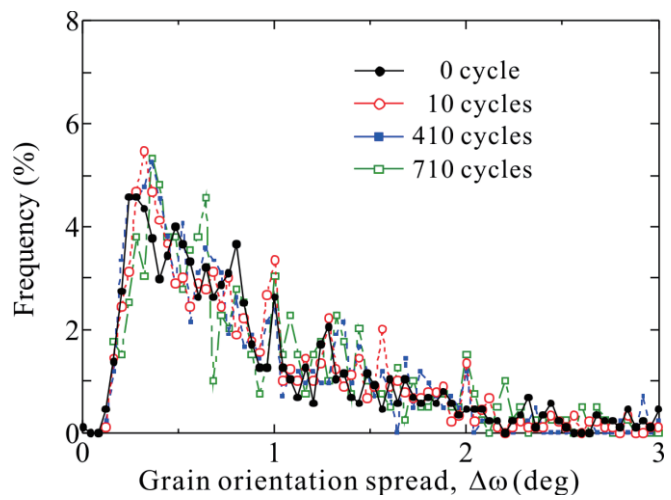 8
6
4
2
0
0
1
2
3
Frequency (%)
Grain orientation spread, Δω (deg)
0 cycle
10 cycles
410 cycles
710 cycles